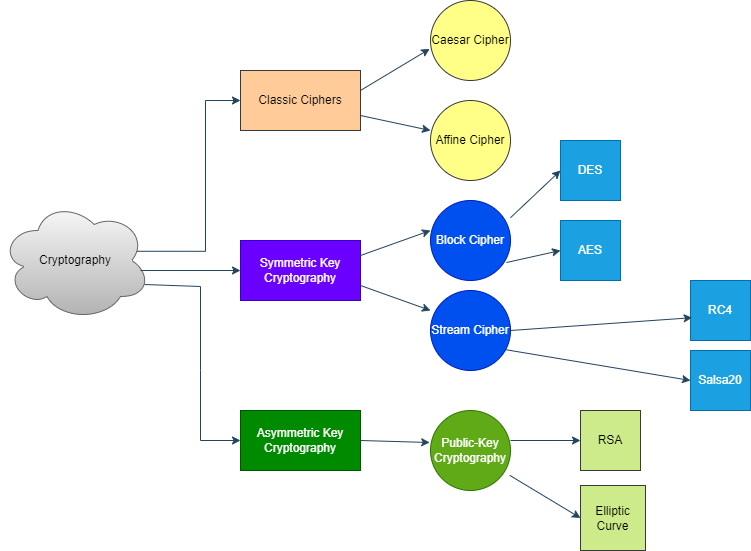 Caesar Cipher
Classic Ciphers
Affine Cipher
DES
Block Cipher
AES
Cryptography
Symmetric Key
Cryptography
RC4
Stream Cipher
Salsa20
Asymmetric Key
Cryptography
Public-Key
Cryptography
RSA
Elliptic
Curve